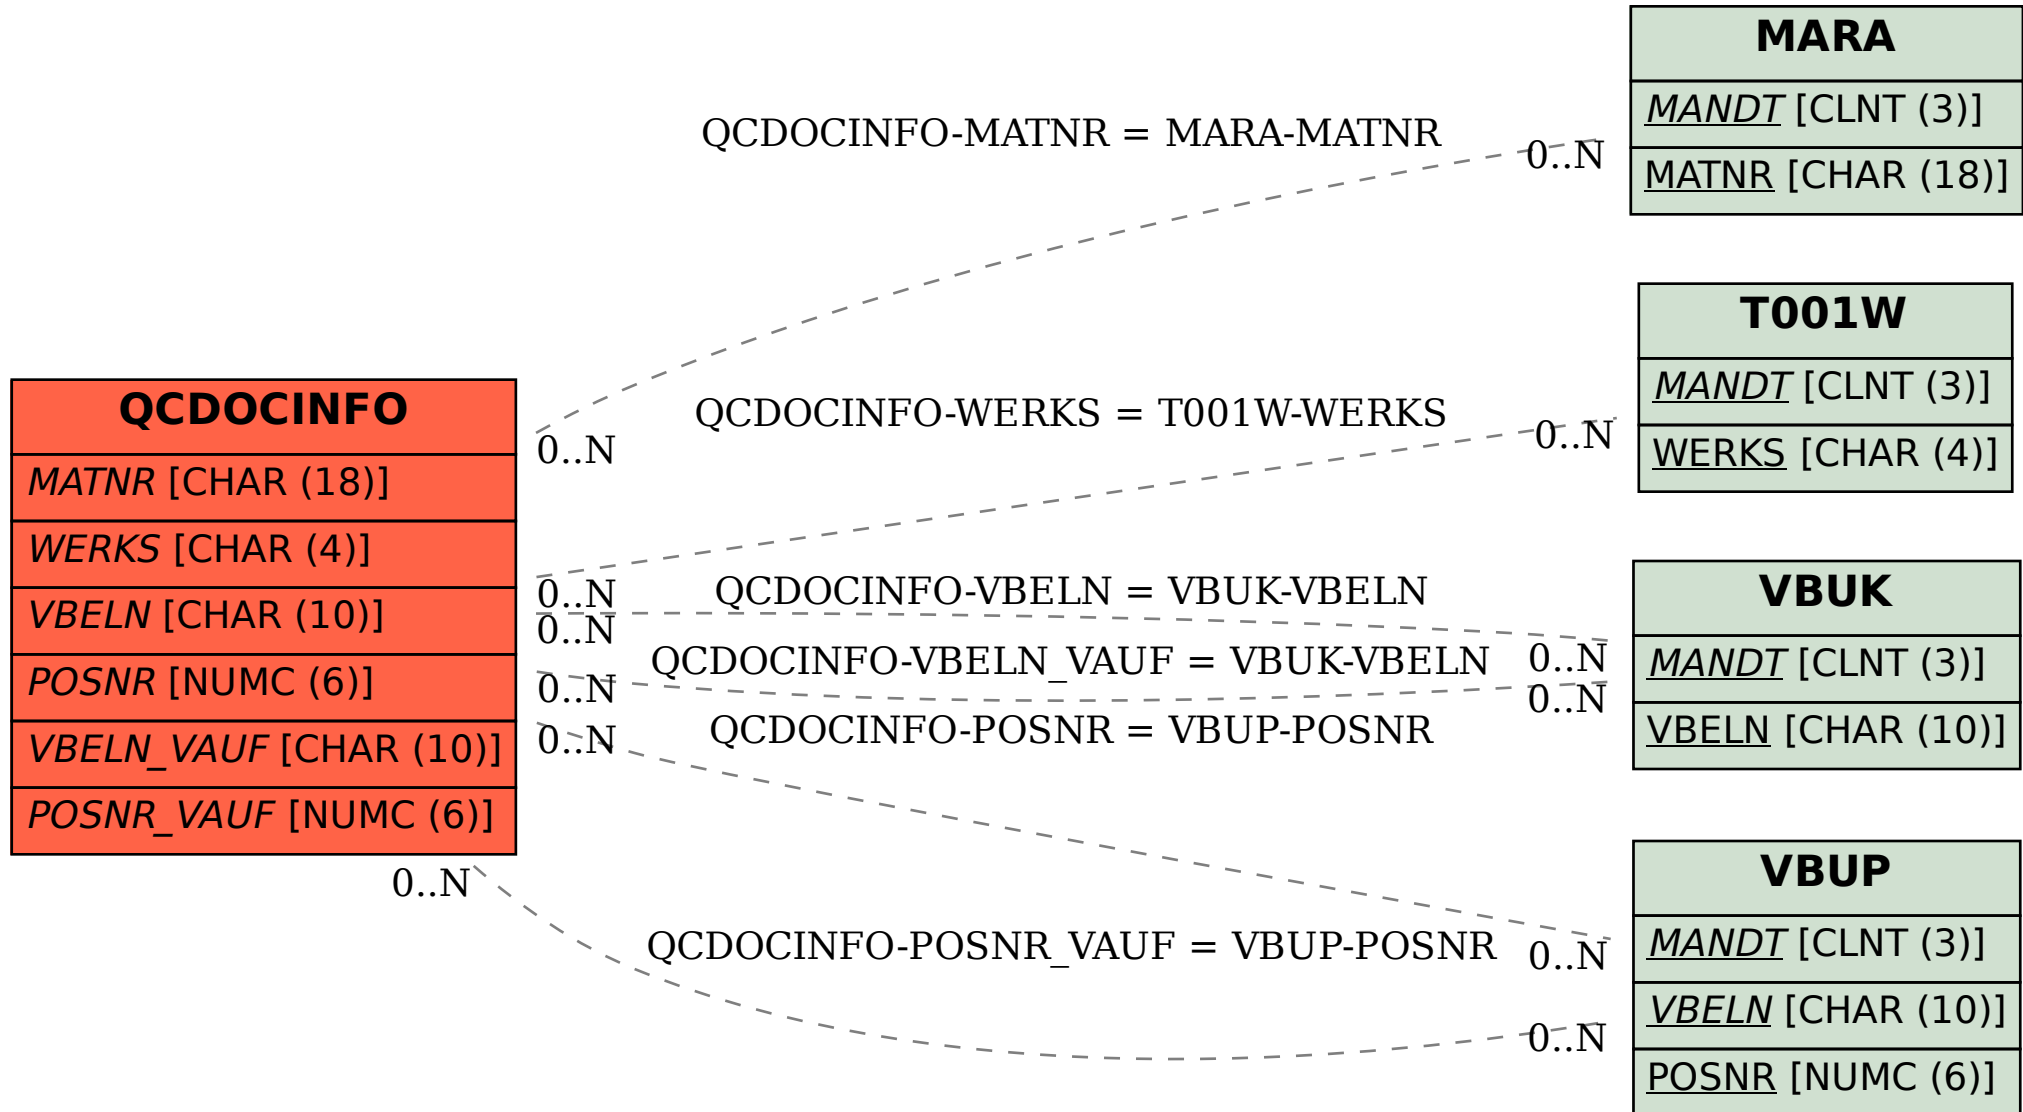 MARA
MANDT [CLNT (3)]
MATNR [CHAR (18)]
QCDOCINFO-MATNR = MARA-MATNR
0..N
0..N
T001W
MANDT [CLNT (3)]
WERKS [CHAR (4)]
QCDOCINFO-WERKS = T001W-WERKS
0..N
0..N
QCDOCINFO
MATNR [CHAR (18)]
WERKS [CHAR (4)]
VBELN [CHAR (10)]
POSNR [NUMC (6)]
VBELN_VAUF [CHAR (10)]
POSNR_VAUF [NUMC (6)]
QCDOCINFO-VBELN = VBUK-VBELN
0..N
0..N
QCDOCINFO-VBELN_VAUF = VBUK-VBELN
0..N
0..N
VBUK
MANDT [CLNT (3)]
VBELN [CHAR (10)]
QCDOCINFO-POSNR = VBUP-POSNR
0..N
0..N
QCDOCINFO-POSNR_VAUF = VBUP-POSNR
0..N
0..N
VBUP
MANDT [CLNT (3)]
VBELN [CHAR (10)]
POSNR [NUMC (6)]